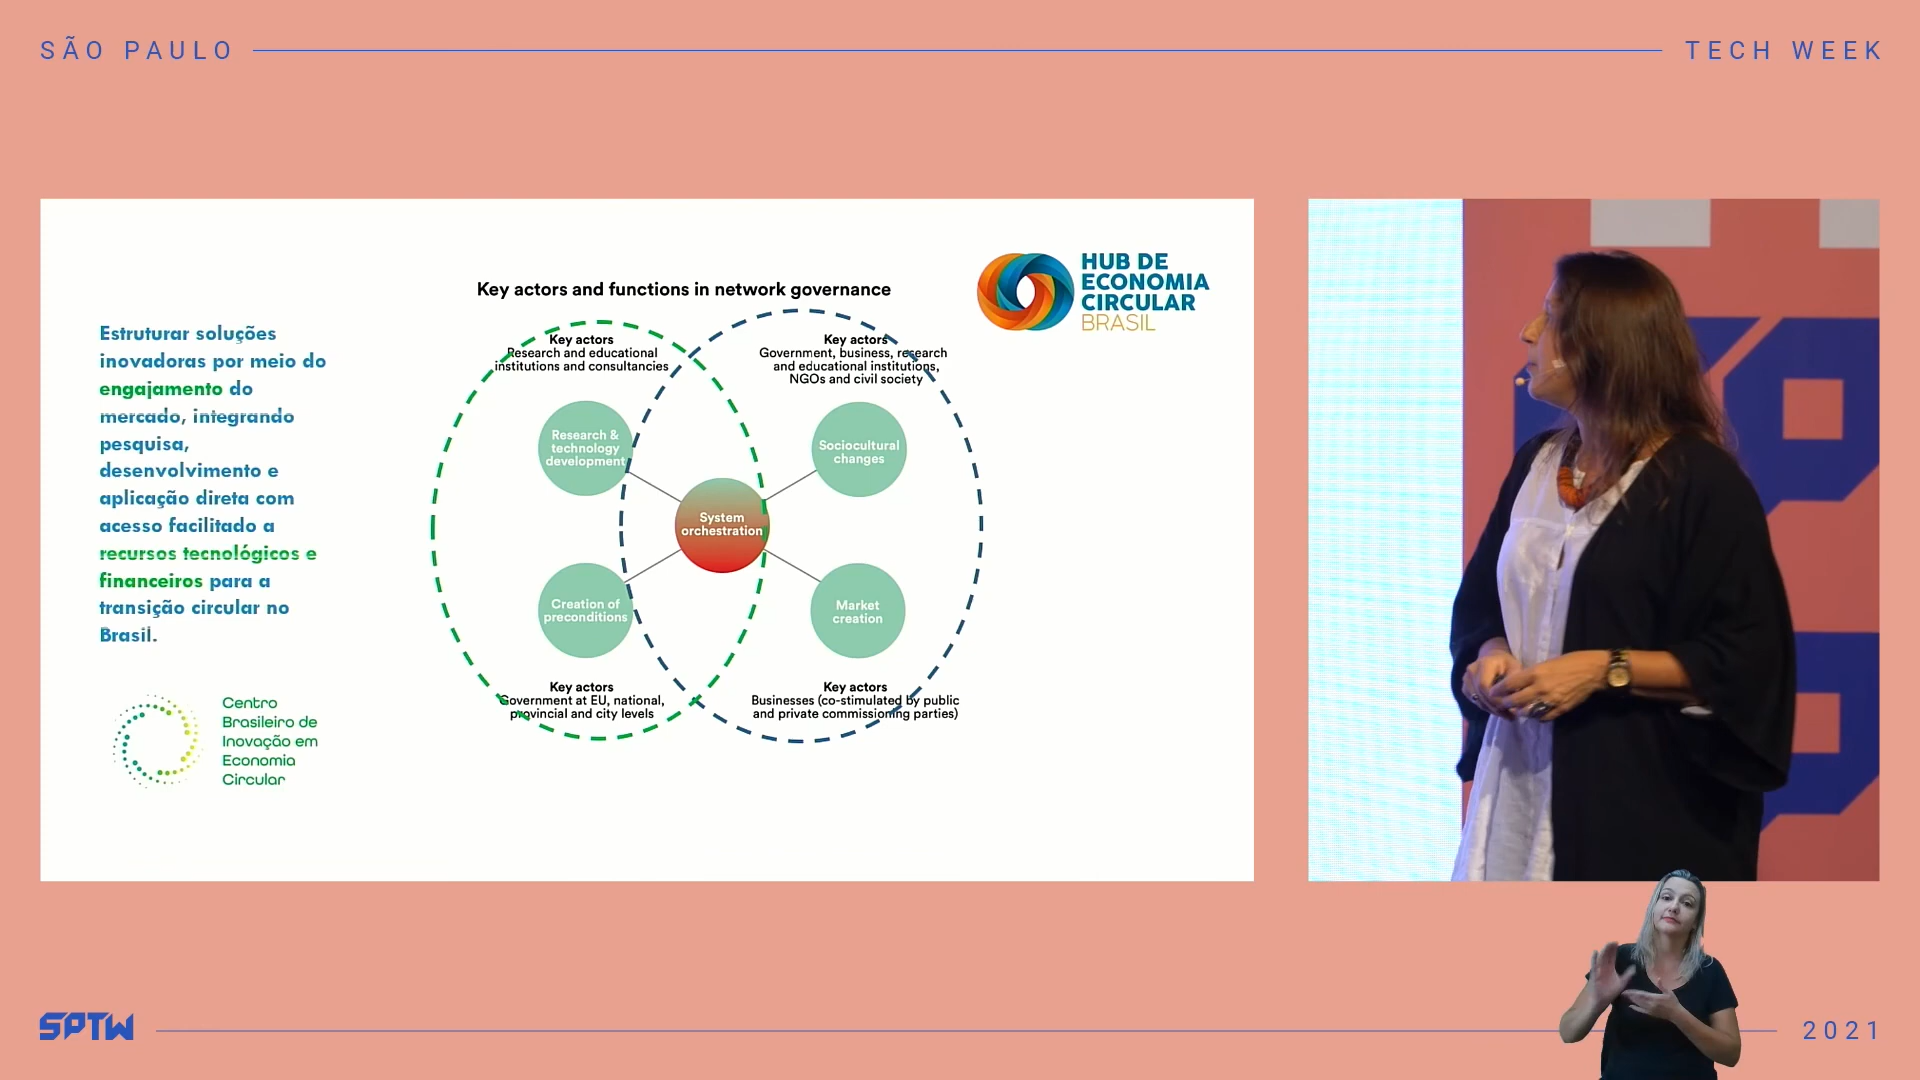 SÃO PAULO
TECH WEEK
HUB DE
ECONOMIA
CIRCULAR
BRASIL
Key actors and functions in network governance
Estruturar soluções
inovadoras por meio do
engajamento do
mercado, integrando
pesquisa,
desenvolvimento e
aplicação direta com
acesso facilitado a
recursos tecnológicos e
financeiros para a
transição circular no
Brasil.
Key actors
Research and educational
institutions and consultancies
Key actors
Government, business, research
and educational institutions,
NGOs and civil society
Research &
technology
development
Sociocultural
changes
System
orchestration
Creation of
preconditions
Market
creation
Key actors
Government at EU, national,
provincial and city levels
Key actors
Businesses (co-stimulated by public
and private commissioning parties)
Centro
Brasileiro de
Inovação em
Economia
Circular
SPTW
2021